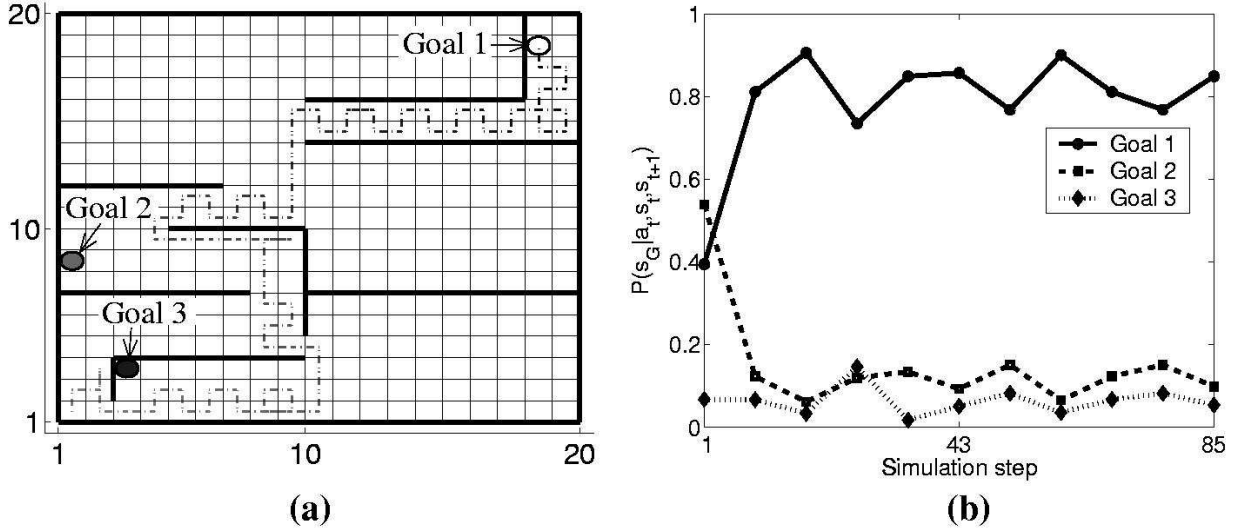 20
Goal 1
10
Goal 2
Goal 3
1
1
10
20
(a)
1
0.8
0.6
0.4
0.2
0
P(s_G|a_t,s_t,s_{t+1})
Goal 1
Goal 2
Goal 3
1
43
85
Simulation step
(b)